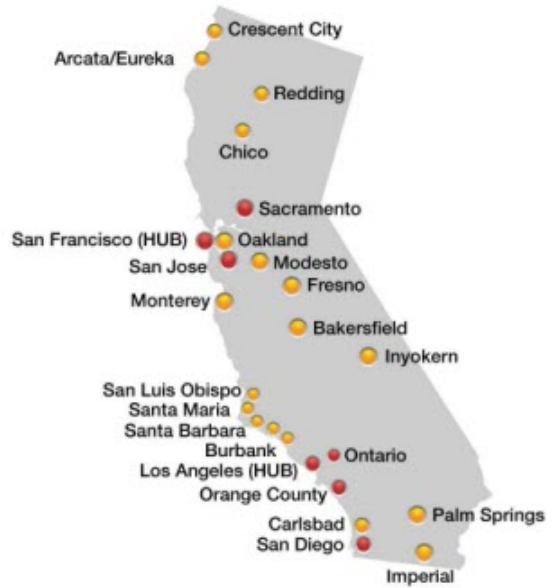 Crescent City
Arcata/Eureka
Redding
Chico
Sacramento
San Francisco (HUB)
Oakland
San Jose
Modesto
Fresno
Monterey
Bakersfield
Inyokern
San Luis Obispo
Santa Maria
Santa Barbara
Burbank
Ontario
Los Angeles (HUB)
Orange County
Palm Springs
Carlsbad
San Diego
Imperial